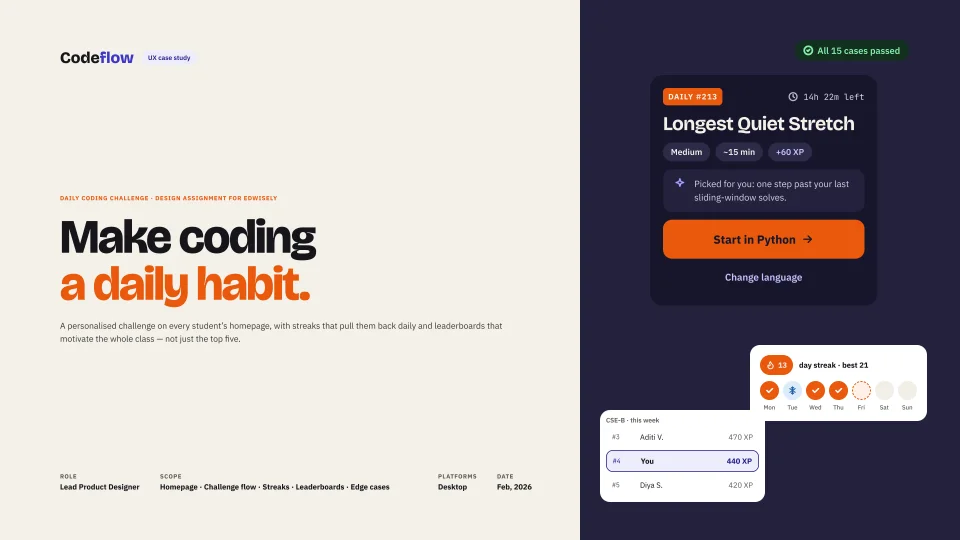 Codeflow UX case study
DAILY CODING CHALLENGE · DESIGN ASSIGNMENT FOR EDWISELY
Make coding
a daily habit.
A personalised challenge on every student's homepage, with streaks that pull them back daily and leaderboards that
motivate the whole class — not just the top five.
ROLE
Lead Product Designer
SCOPE
Homepage · Challenge flow · Streaks · Leaderboards · Edge cases
PLATFORMS
Desktop
DATE
Feb, 2026
All 15 cases passed
DAILY #213 14h 22m left
Longest Quiet Stretch
Medium ~15 min +60 XP
Picked for you: one step past your last
sliding-window solves.
Start in Python →
Change language
13 day streak · best 21
Mon Tue Wed Thu Fri Sat Sun
CSE-B · this week
#3 Aditi V. 470 XP
#4 You 440 XP
#5 Diya S. 420 XP